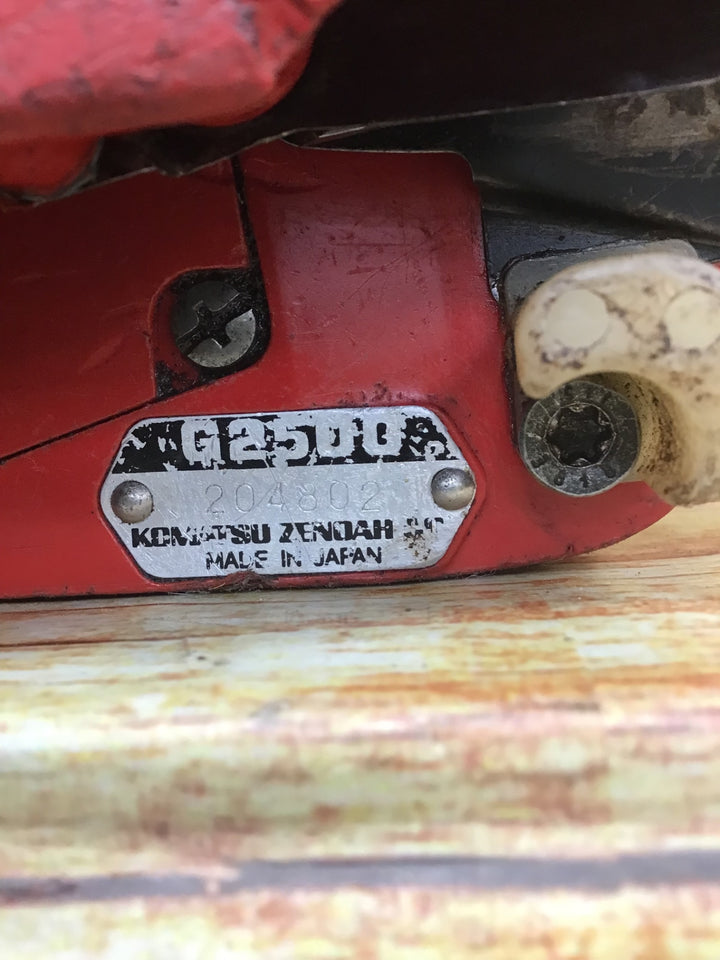 G2500
204802
KOMATSU ZENOAH
MADE IN JAPAN